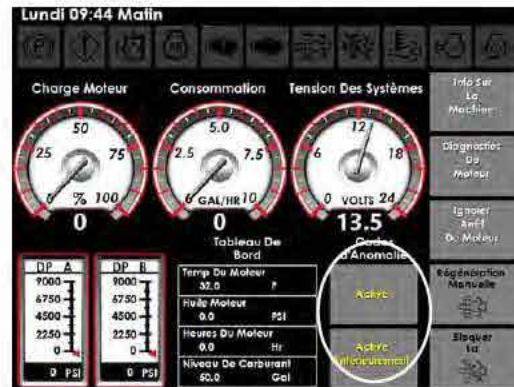 Lundi 09:44 Matin
Charge Moteur
Consommation
Tension Des Systèmes
25
50
75
0
%
100
0
2.5
5.0
7.5
0
GAL/HR
10
0
6
12
18
0
VOLTS
24
13.5
Info Sur
La
Machine
Diagnostics
Du
Moteur
Ignorer
Arrêt
Du Moteur
Régénération
Manuelle
Bloquer
La
DP A
9000
6750
4500
2250
0
0 PSI
DP B
9000
6750
4500
2250
0
0 PSI
Tableau De
Bord
Temp Du Moteur
32.0 F
Huile Moteur
0.0 PSI
Heures Du Moteur
0.0 Hr
Niveau De Carburant
50.0 Gal
Codes
d'Anomalie
Active
Active
Antérieurement